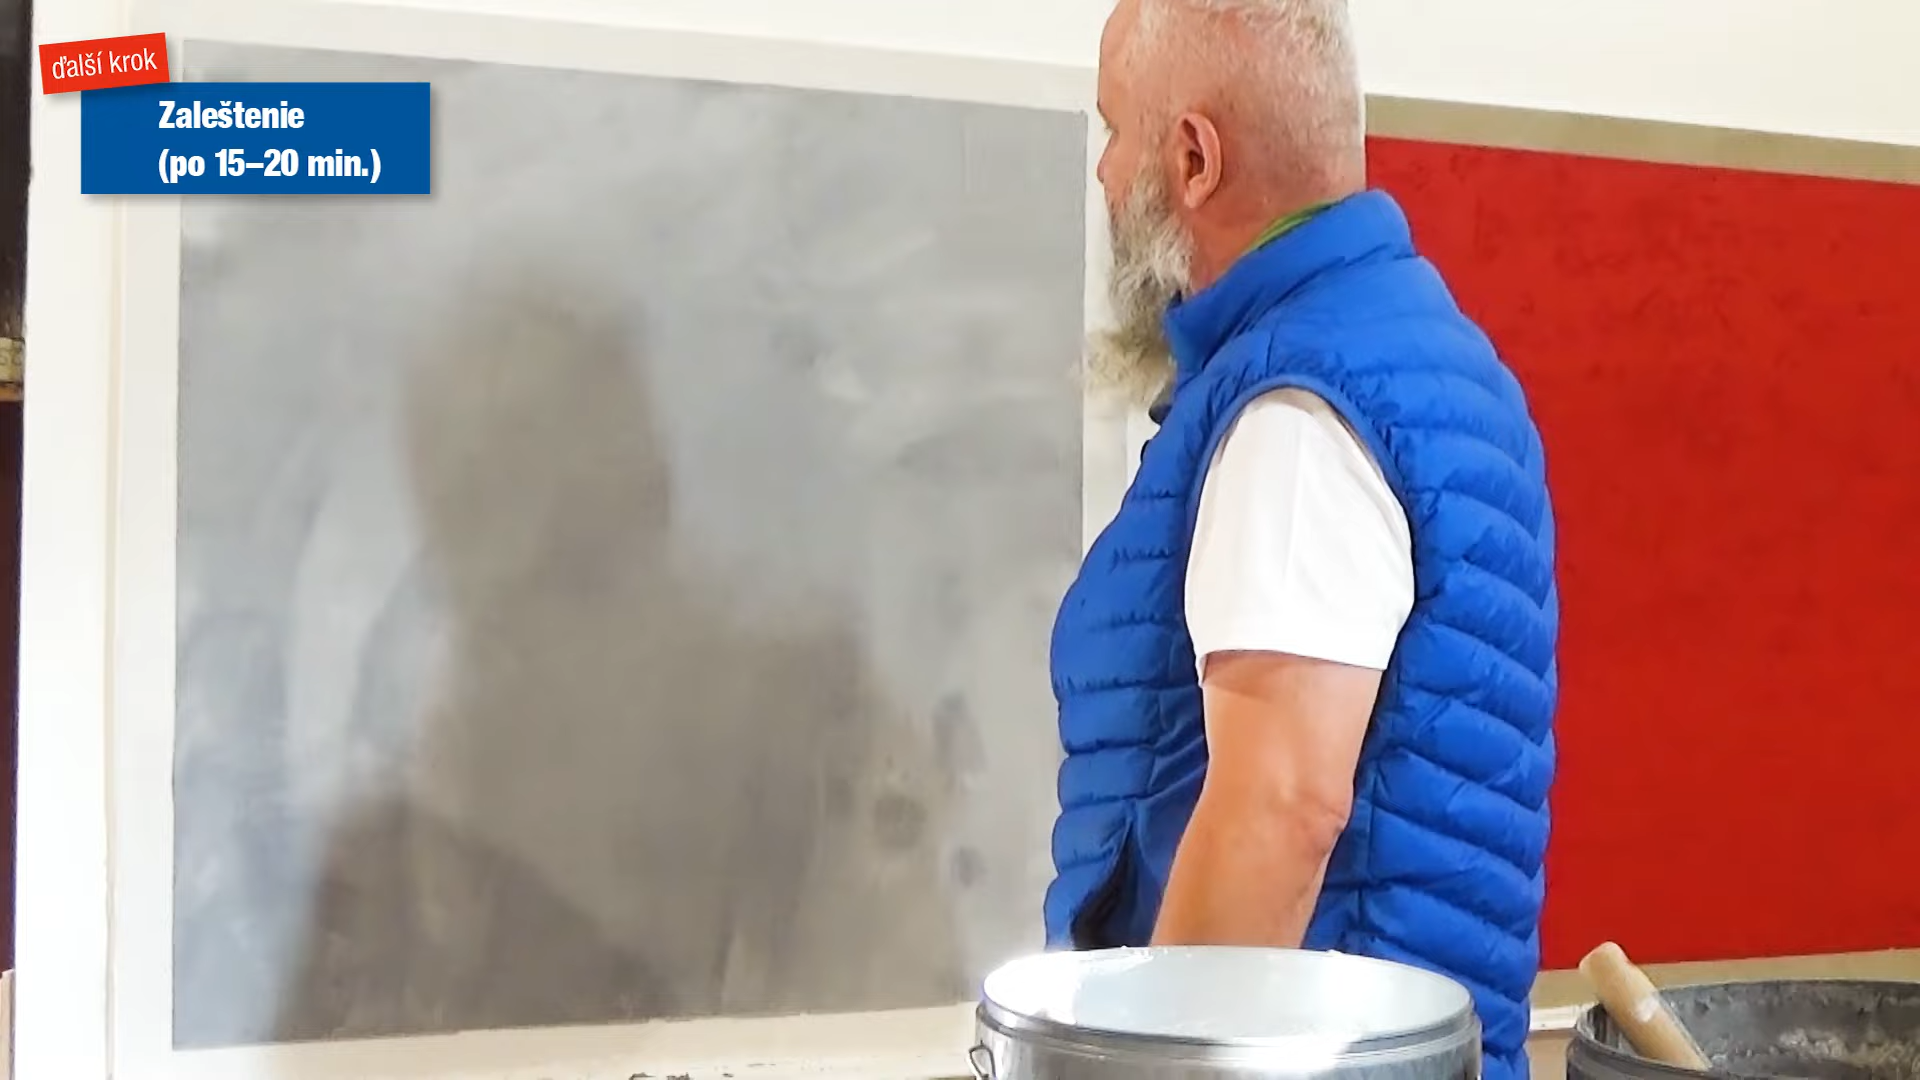 ďalší krok
Zaleštenie
(po 15–20 min.)